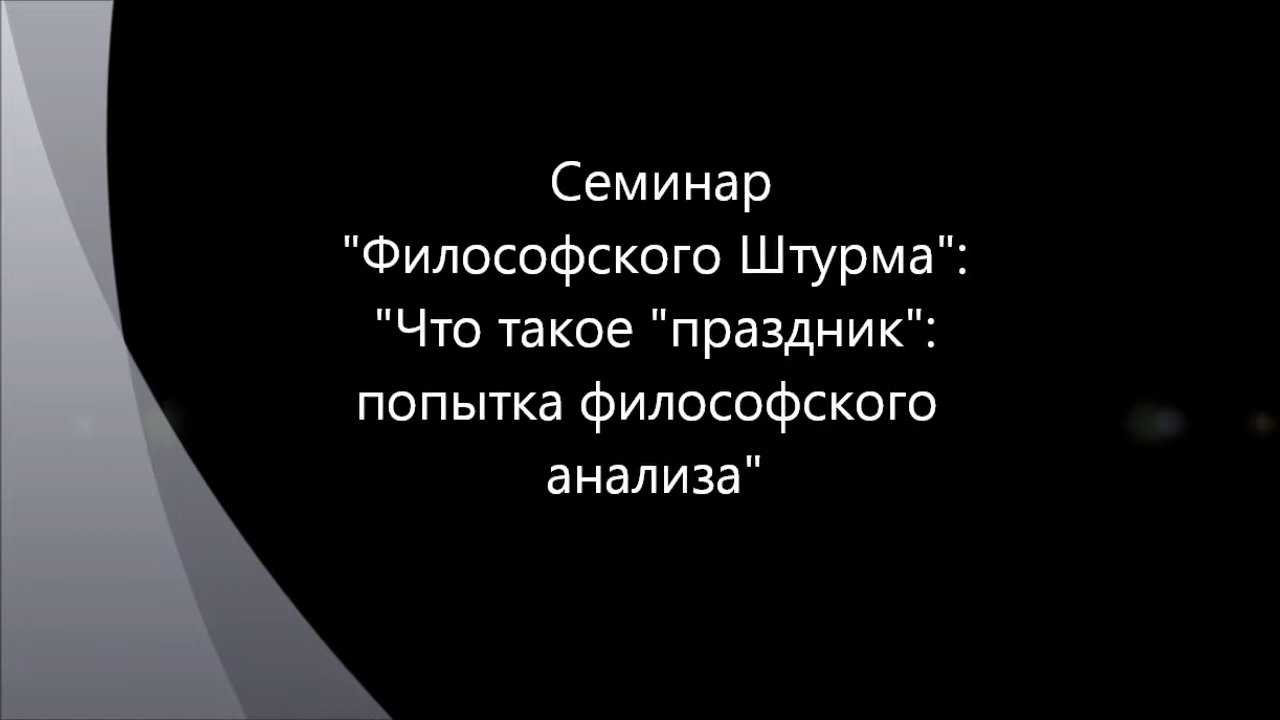 Семинар
"Философского Штурма":
"Что такое "праздник":
попытка философского
анализа"